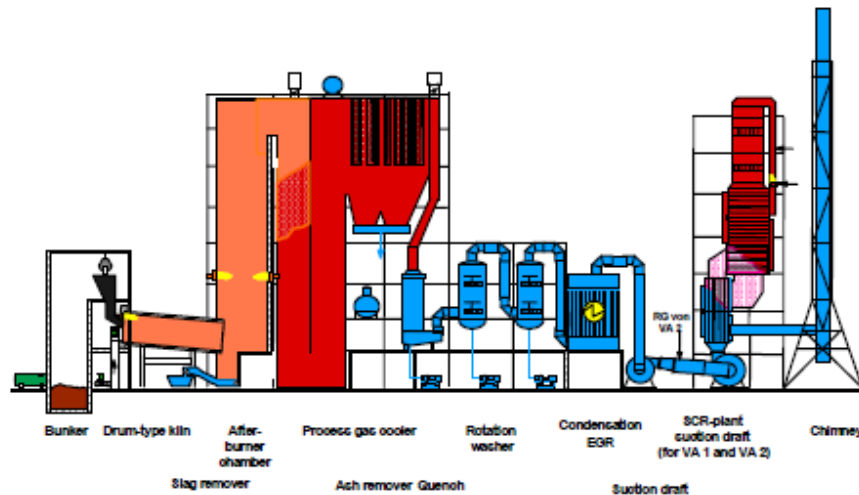 RG von
VA 2
Bunker
Drum-type kiln
After-
burner
chamber
Process gas cooler
Rotation
washer
Condensation
EGR
SCR-plant
suction draft
(for VA 1 and VA 2)
Chimney
Slag remover
Ash remover
Quench
Suction draft